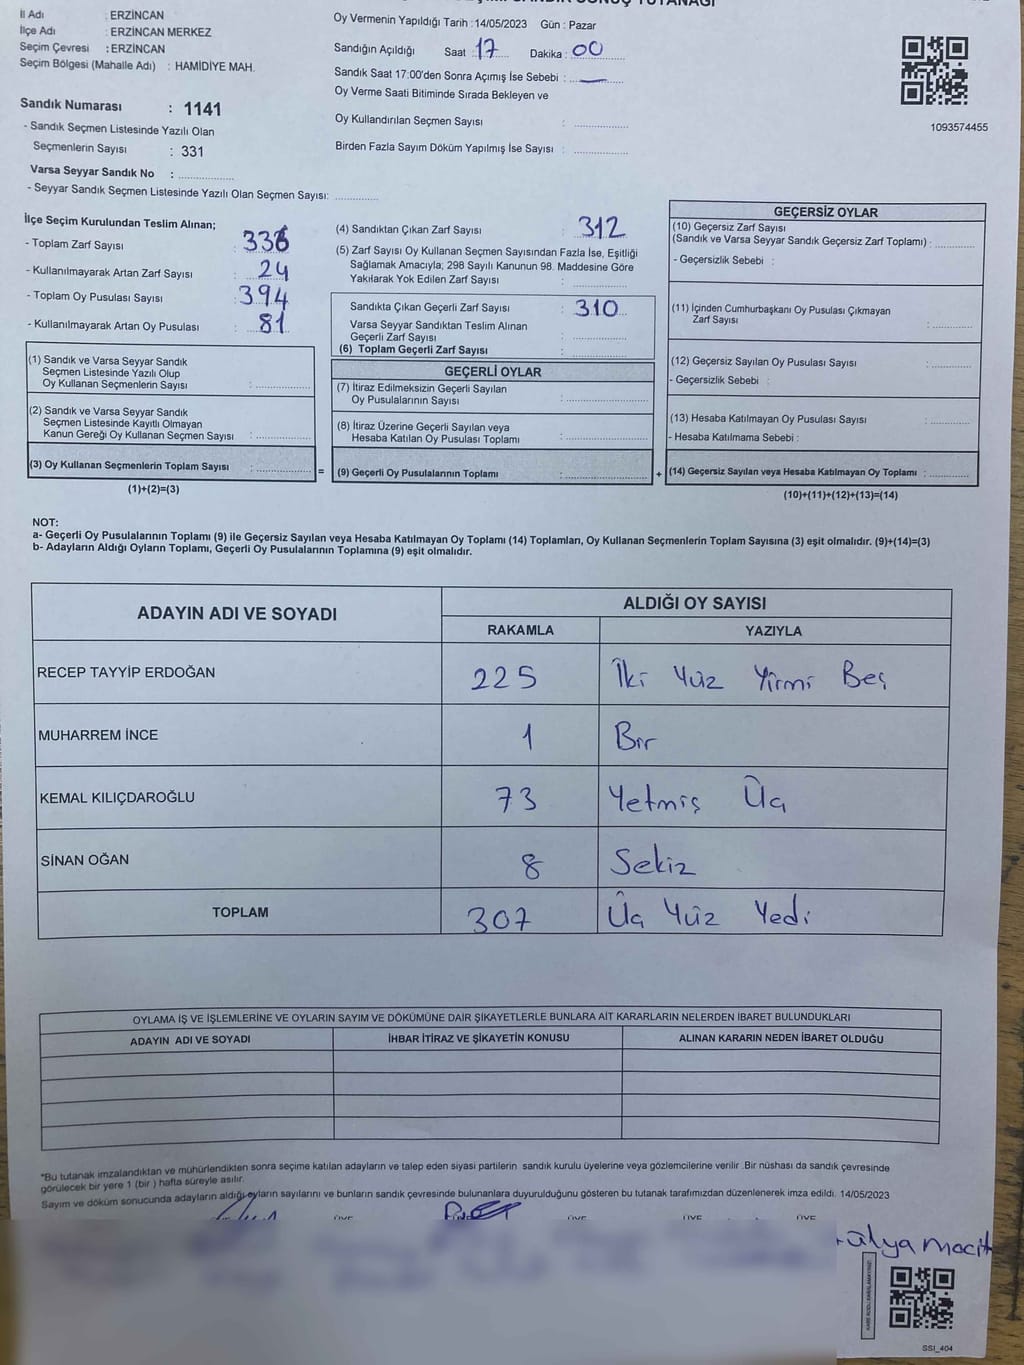 İl Adı : ERZİNCAN
İlçe Adı : ERZİNCAN MERKEZ
Seçim Çevresi : ERZİNCAN
Seçim Bölgesi (Mahalle Adı) : HAMİDİYE MAH.
Sandık Numarası : 1141
- Sandık Seçmen Listesinde Yazılı Olan
Seçmenlerin Sayısı : 331
Varsa Seyyar Sandık No :
- Seyyar Sandık Seçmen Listesinde Yazılı Olan Seçmen Sayısı:
Oy Vermenin Yapıldığı Tarih : 14/05/2023 Gün : Pazar
Sandığın Açıldığı Saat : 17 Dakika : 00
Sandık Saat 17:00'den Sonra Açımış İse Sebebi : —
Oy Verme Saati Bitiminde Sırada Bekleyen ve
Oy Kullandırılan Seçmen Sayısı :
Birden Fazla Sayım Döküm Yapılmış İse Sayısı :
1093574455
İlçe Seçim Kurulundan Teslim Alınan;
- Toplam Zarf Sayısı : 336
- Kullanılmayarak Artan Zarf Sayısı : 24
- Toplam Oy Pusulası Sayısı : 394
- Kullanılmayarak Artan Oy Pusulası : 81
(1) Sandık ve Varsa Seyyar Sandık
Seçmen Listesinde Yazılı Olup
Oy Kullanan Seçmenlerin Sayısı :
(2) Sandık ve Varsa Seyyar Sandık
Seçmen Listesinde Kayıtlı Olmayan
Kanun Gereği Oy Kullanan Seçmen Sayısı :
(3) Oy Kullanan Seçmenlerin Toplam Sayısı :
(1)+(2)=(3)
(4) Sandıktan Çıkan Zarf Sayısı : 312
(5) Zarf Sayısı Oy Kullanan Seçmen Sayısından Fazla İse, Eşitliği
Sağlamak Amacıyla; 298 Sayılı Kanunun 98. Maddesine Göre
Yakılarak Yok Edilen Zarf Sayısı :
Sandıkta Çıkan Geçerli Zarf Sayısı : 310
Varsa Seyyar Sandıktan Teslim Alınan
Geçerli Zarf Sayısı :
(6) Toplam Geçerli Zarf Sayısı :
GEÇERLİ OYLAR
(7) İtiraz Edilmeksizin Geçerli Sayılan
Oy Pusulalarının Sayısı :
(8) İtiraz Üzerine Geçerli Sayılan veya
Hesaba Katılan Oy Pusulası Toplamı :
= (9) Geçerli Oy Pusulalarının Toplamı : +
GEÇERSİZ OYLAR
(10) Geçersiz Zarf Sayısı
(Sandık ve Varsa Seyyar Sandık Geçersiz Zarf Toplamı) :
- Geçersizlik Sebebi :
(11) İçinden Cumhurbaşkanı Oy Pusulası Çıkmayan
Zarf Sayısı :
(12) Geçersiz Sayılan Oy Pusulası Sayısı :
- Geçersizlik Sebebi :
(13) Hesaba Katılmayan Oy Pusulası Sayısı :
- Hesaba Katılmama Sebebi :
(14) Geçersiz Sayılan veya Hesaba Katılmayan Oy Toplamı :
(10)+(11)+(12)+(13)=(14)
NOT:
a- Geçerli Oy Pusulalarının Toplamı (9) ile Geçersiz Sayılan veya Hesaba Katılmayan Oy Toplamı (14) Toplamları, Oy Kullanan Seçmenlerin Toplam Sayısına (3) eşit olmalıdır. (9)+(14)=(3)
b- Adayların Aldığı Oyların Toplamı, Geçerli Oy Pusulalarının Toplamına (9) eşit olmalıdır.
ADAYIN ADI VE SOYADI ALDIĞI OY SAYISI
RAKAMLA YAZIYLA
RECEP TAYYİP ERDOĞAN 225 İki Yüz Yirmi Beş
MUHARREM İNCE 1 Bir
KEMAL KILIÇDAROĞLU 73 Yetmiş Üç
SİNAN OĞAN 8 Sekiz
TOPLAM 307 Üç Yüz Yedi
OYLAMA İŞ VE İŞLEMLERİNE VE OYLARIN SAYIM VE DÖKÜMÜNE DAİR ŞİKAYETLERLE BUNLARA AİT KARARLARIN NELERDEN İBARET BULUNDUKLARI
ADAYIN ADI VE SOYADI İHBAR İTİRAZ VE ŞİKAYETİN KONUSU ALINAN KARARIN NEDEN İBARET OLDUĞU
*Bu tutanak imzalandıktan ve mühürlendikten sonra seçime katılan adayların ve talep eden siyasi partilerin sandık kurulu üyelerine veya gözlemcilerine verilir .Bir nüshası da sandık çevresinde
görülecek bir yere 1 (bir ) hafta süreyle asılır.
Sayım ve döküm sonucunda adayların aldığı oyların sayılarını ve bunların sandık çevresinde bulunanlara duyurulduğunu gösteren bu tutanak tarafımızdan düzenlenerek imza edildi. 14/05/2023
ÜVE ÜVE ÜVE ÜVE
Macit
SSI_404